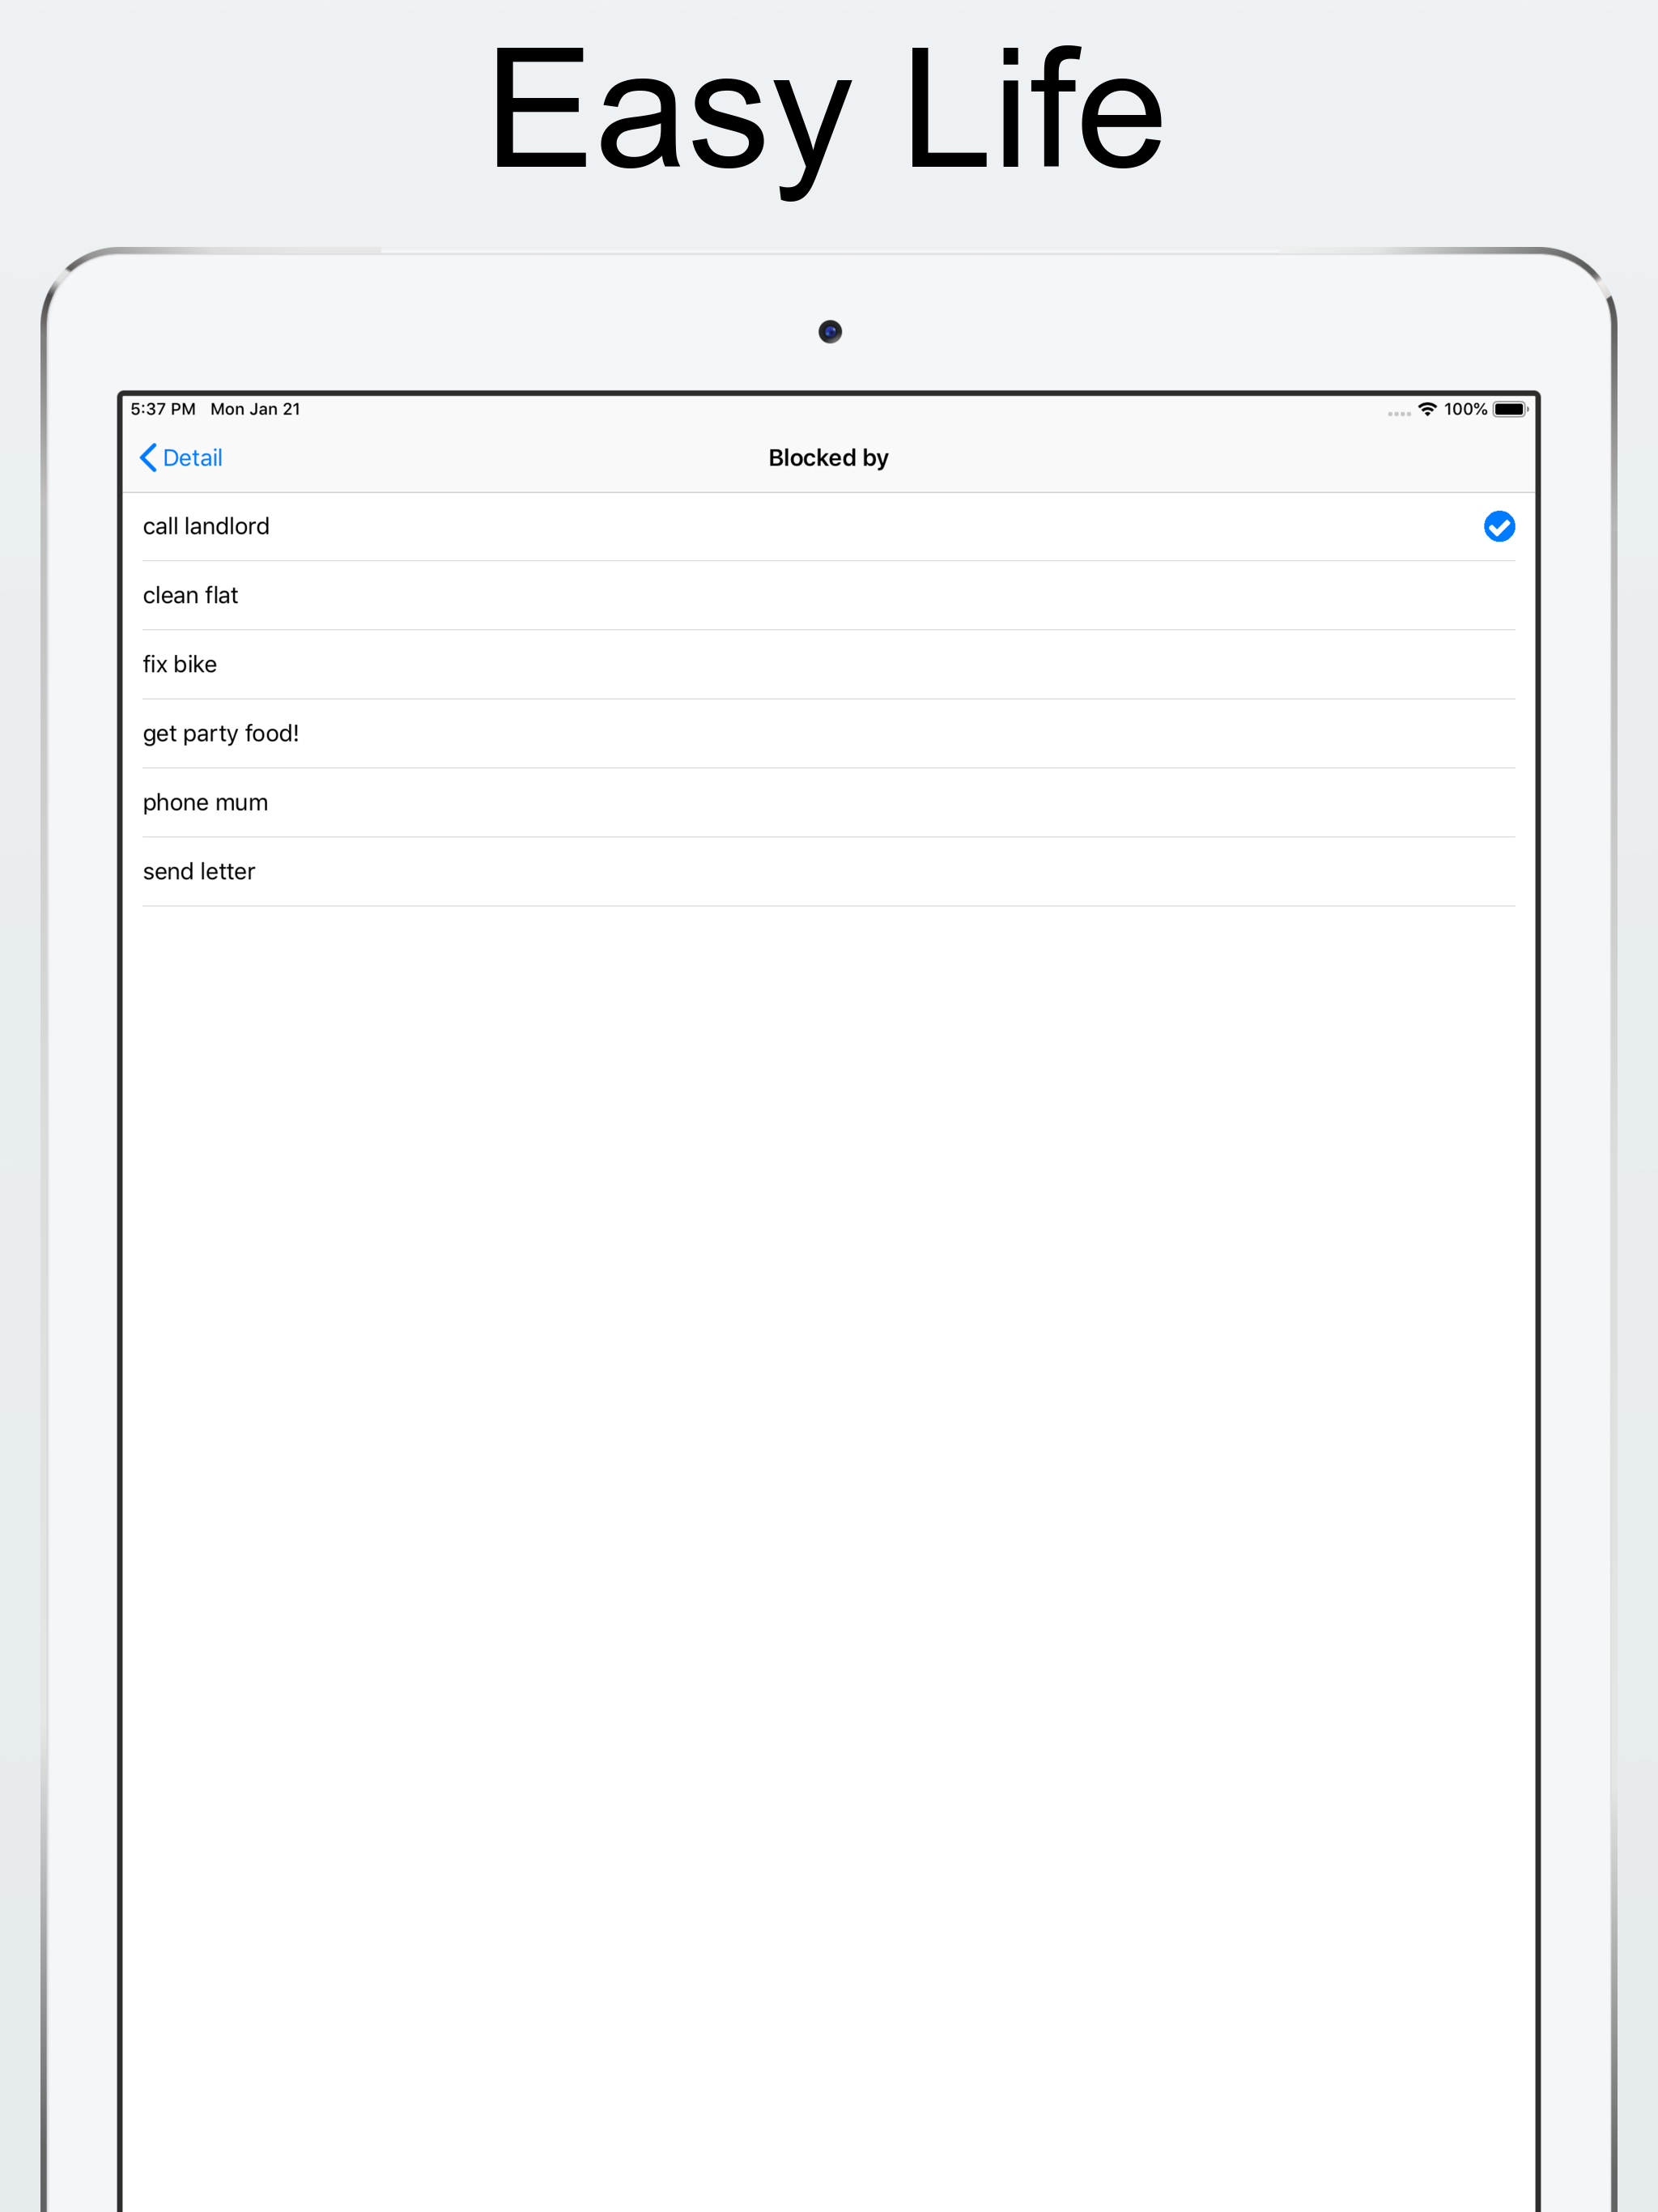 Easy Life
5:37 PM Mon Jan 21 100%
Detail Blocked by
call landlord
clean flat
fix bike
get party food!
phone mum
send letter